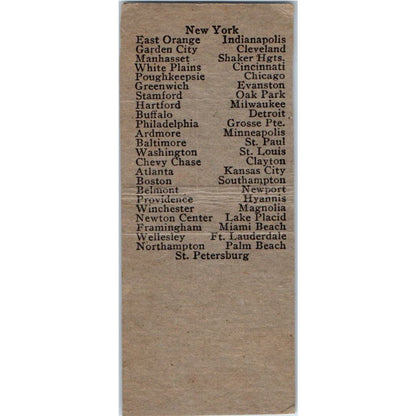 New York
East Orange Indianapolis
Garden City Cleveland
Manhasset Shaker Hgts.
White Plains Cincinnati
Poughkeepsie Chicago
Greenwich Evanston
Stamford Oak Park
Hartford Milwaukee
Buffalo Detroit
Philadelphia Grosse Pte.
Ardmore Minneapolis
Baltimore St. Paul
Washington St. Louis
Chevy Chase Clayton
Atlanta Kansas City
Boston Southampton
Belmont Newport
Providence Hyannis
Winchester Magnolia
Newton Center Lake Placid
Framingham Miami Beach
Wellesley Ft. Lauderdale
Northampton Palm Beach
St. Petersburg